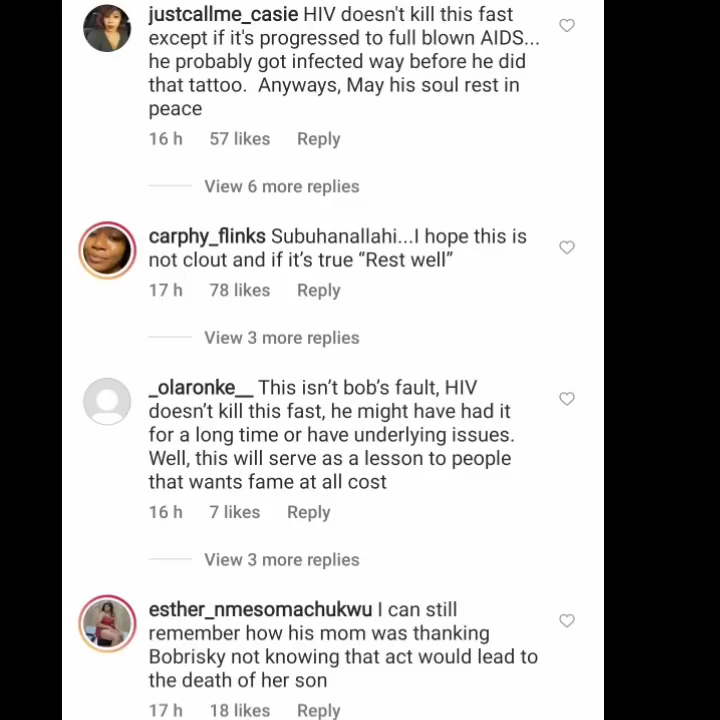 justcallme_casie HIV doesn't kill this fast
except if it's progressed to full blown AIDS...
he probably got infected way before he did
that tattoo. Anyways, May his soul rest in
peace
16 h 57 likes Reply
View 6 more replies
carphy_flinks Subuhanallahi...I hope this is
not clout and if it’s true “Rest well”
17 h 78 likes Reply
View 3 more replies
_olaronke__ This isn’t bob’s fault, HIV
doesn’t kill this fast, he might have had it
for a long time or have underlying issues.
Well, this will serve as a lesson to people
that wants fame at all cost
16 h 7 likes Reply
View 3 more replies
esther_nmesomachukwu I can still
remember how his mom was thanking
Bobrisky not knowing that act would lead to
the death of her son
17 h 18 likes Reply